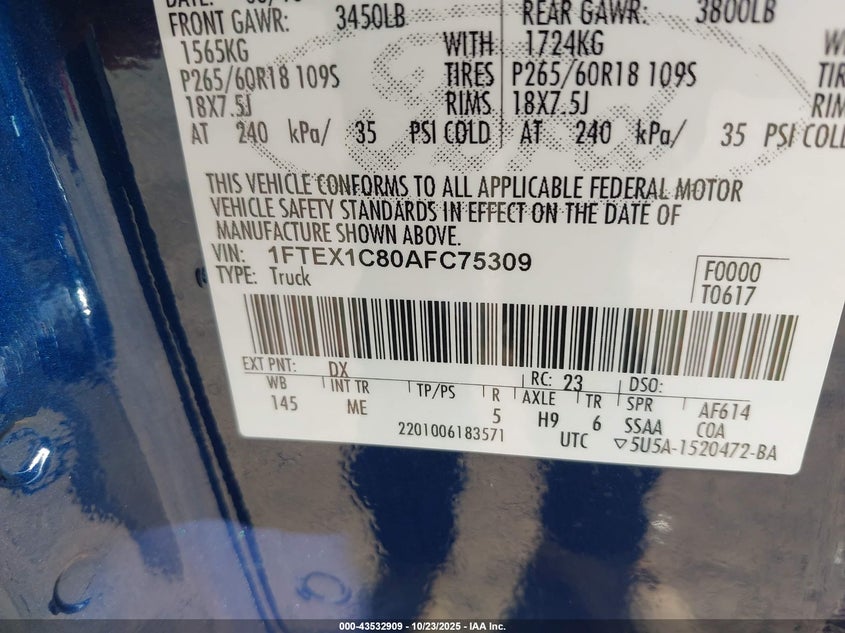 FRONT GAWR: 3450LB REAR GAWR: 3800LB
1565KG WITH 1724KG
P265/60R18 109S TIRES P265/60R18 109S TIR
18X7.5J RIMS 18X7.5J RIM
AT 240 kPa/ 35 PSI COLD AT 240 kPa/ 35 PSI COL
THIS VEHICLE CONFORMS TO ALL APPLICABLE FEDERAL MOTOR
VEHICLE SAFETY STANDARDS IN EFFECT ON THE DATE OF
MANUFACTURE SHOWN ABOVE.
VIN: 1FTEX1C80AFC75309
TYPE: Truck
F0000
T0617
EXT PNT: DX RC: 23 DSO:
WB INT TR TP/PS R AXLE TR SPR
145 ME 5 H9 6 SSAA AF614
COA
2201006183571 UTC ▽5U5A-1520472-BA
000-43532909 | 10/23/2025 | IAA Inc.